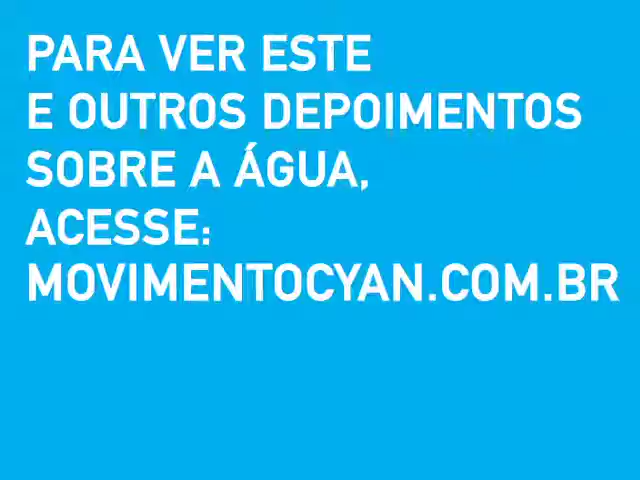 PARA VER ESTE
E OUTROS DEPOIMENTOS
SOBRE A ÁGUA,
ACESSE:
MOVIMENTOCYAN.COM.BR